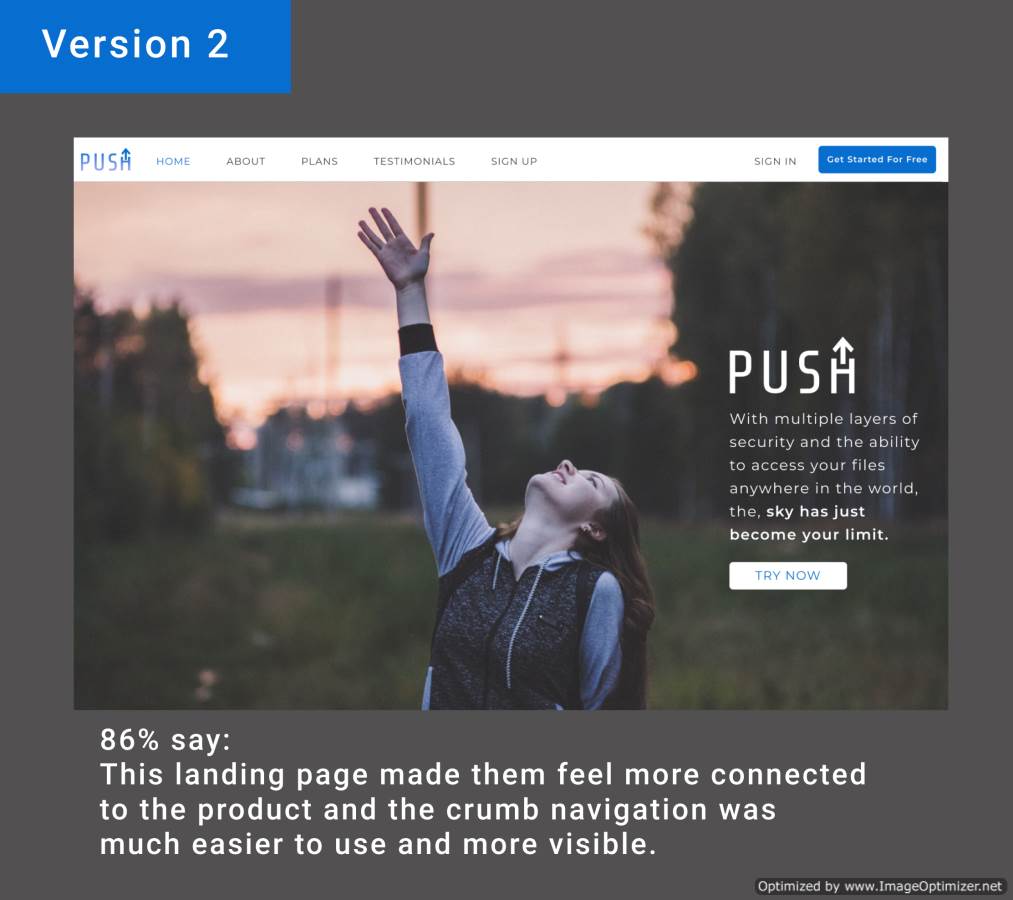 Version 2
PUSH HOME ABOUT PLANS TESTIMONIALS SIGN UP SIGN IN Get Started For Free
PUSH
With multiple layers of
security and the ability
to access your files
anywhere in the world,
the, sky has just
become your limit.
TRY NOW
86% say:
This landing page made them feel more connected
to the product and the crumb navigation was
much easier to use and more visible.
Optimized by www.ImageOptimizer.net